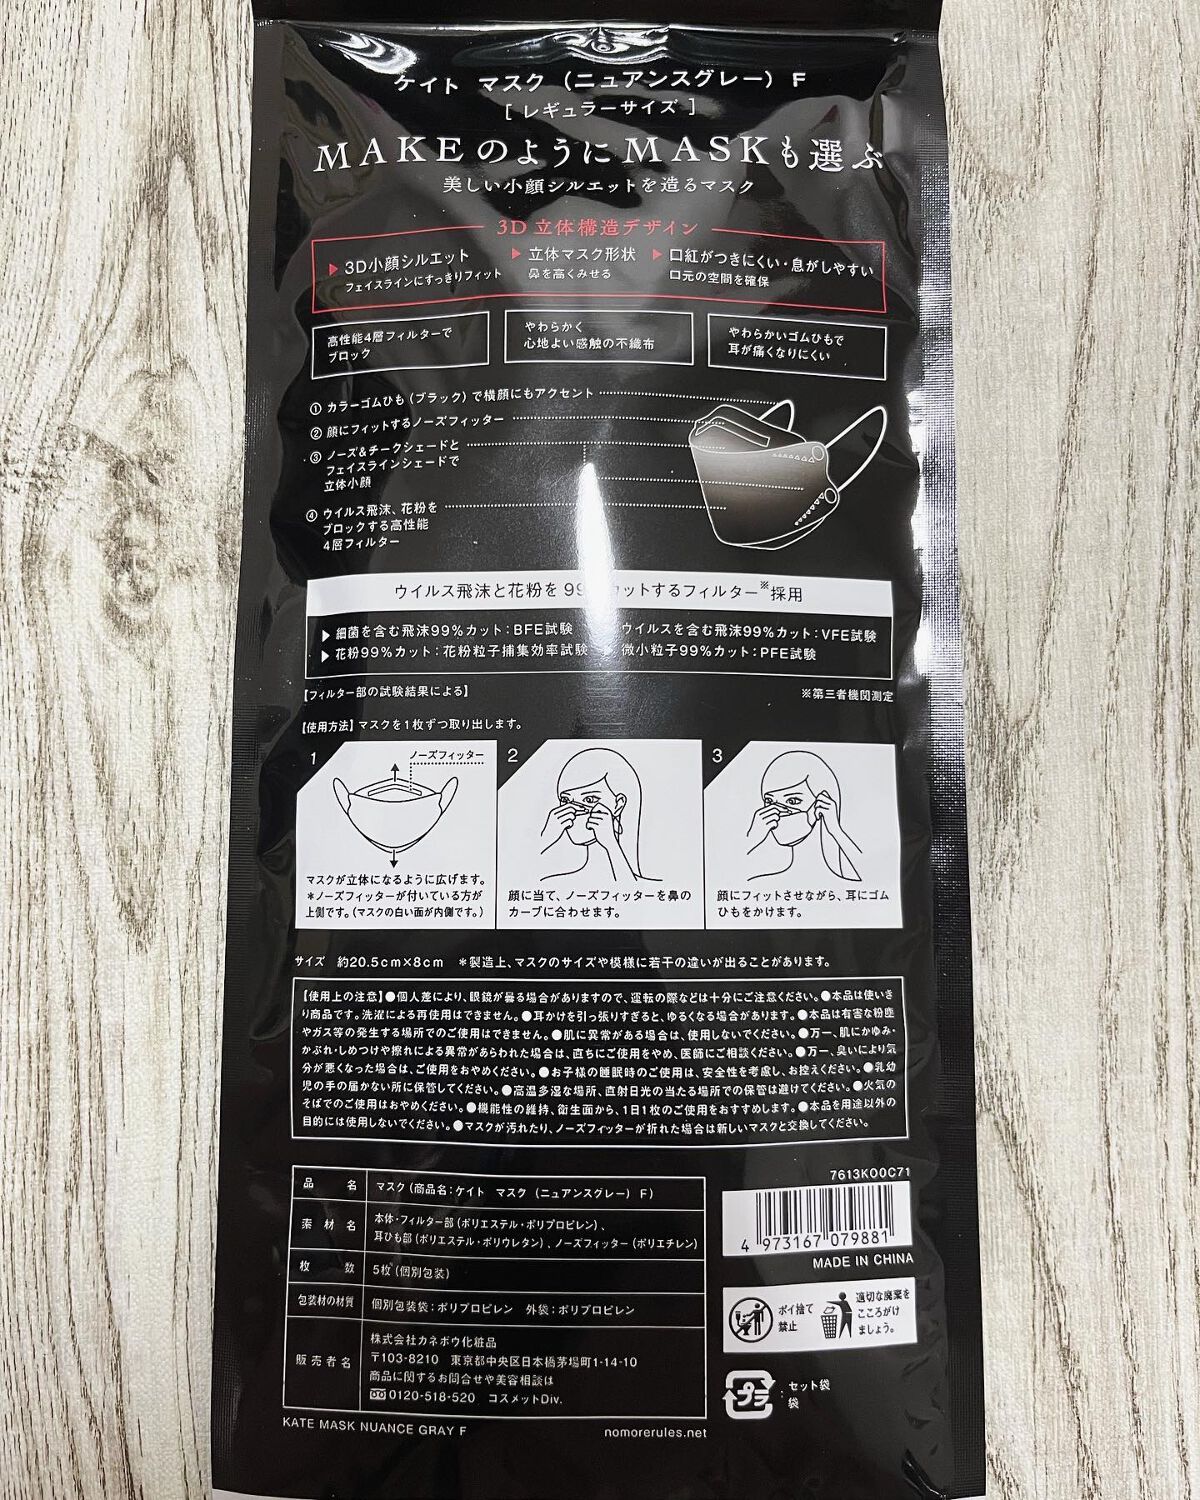 ケイト マスク（ニュアンスグレー）F
［レギュラーサイズ］
MAKEのようにMASKも選ぶ
美しい小顔シルエットを造るマスク
3D立体構造デザイン
▶3D小顔シルエット
フェイスラインにすっきりフィット
▶立体マスク形状
鼻を高くみせる
▶口紅がつきにくい・息がしやすい
口元の空間を確保
高性能4層フィルターで
ブロック
やわらかく
心地よい感触の不織布
やわらかいゴムひもで
耳が痛くなりにくい
① カラーゴムひも（ブラック）で横顔にもアクセント
② 顔にフィットするノーズフィッター
③ ノーズ&チークシェードと
フェイスラインシェードで
立体小顔
④ ウイルス飛沫、花粉を
ブロックする高性能
4層フィルター
ウイルス飛沫と花粉を99カットするフィルター※採用
▶細菌を含む飛沫99%カット：BFE試験
ウイルスを含む飛沫99%カット：VFE試験
▶花粉99%カット：花粉粒子捕集効率試験
▶微小粒子99%カット：PFE試験
【フィルター部の試験結果による】
※第三者機関測定
【使用方法】マスクを1枚ずつ取り出します。
1
ノーズフィッター
マスクが立体になるように広げます。
＊ノーズフィッターが付いている方が
上側です。（マスクの白い面が内側です。）
2
顔に当て、ノーズフィッターを鼻の
カーブに合わせます。
3
顔にフィットさせながら、耳にゴム
ひもをかけます。
サイズ 約20.5cm×8cm ＊製造上、マスクのサイズや模様に若干の違いが出ることがあります。
【使用上の注意】●個人差により、眼鏡が曇る場合がありますので、運転の際などは十分にご注意ください。●本品は使いき
り商品です。洗濯による再使用はできません。●耳かけを引っ張りすぎると、ゆるくなる場合があります。●本品は有害な粉塵
やガス等の発生する場所でのご使用はできません。●肌に異常がある場合は、使用しないでください。●万一、肌にかゆみ・
かぶれ・しめつけや擦れによる異常があらわれた場合は、直ちにご使用をやめ、医師にご相談ください。●万一、臭いにより気
分が悪くなった場合は、ご使用をおやめください。●お子様の睡眠時のご使用は、安全性を考慮し、お控えください。●乳幼
児の手の届かない所に保管してください。●高温多湿な場所、直射日光の当たる場所での保管は避けてください。●火気の
そばでのご使用はおやめください。●機能性の維持、衛生面から、1日1枚のご使用をおすすめします。●本品を用途以外の
目的には使用しないでください。●マスクが汚れたり、ノーズフィッターが折れた場合は新しいマスクと交換してください。
品名 マスク（商品名：ケイト マスク（ニュアンスグレー）F）
素材名 本体・フィルター部（ポリエステル・ポリプロピレン）、
耳ひも部（ポリエステル・ポリウレタン）、ノーズフィッター（ポリエチレン）
枚数 5枚（個別包装）
包装材の材質 個別包装袋：ポリプロピレン 外袋：ポリプロピレン
販売者名 株式会社カネボウ化粧品
〒103-8210 東京都中央区日本橋茅場町1-14-10
商品に関するお問合せや美容相談は
0120-518-520 コスメットDiv.
KATE MASK NUANCE GRAY F
nomorerules.net
7613K00C71
4 973167 079881
MADE IN CHINA
ポイ捨て
禁止
適切な廃棄を
こころがけ
ましょう。
プラ
：セット袋
袋